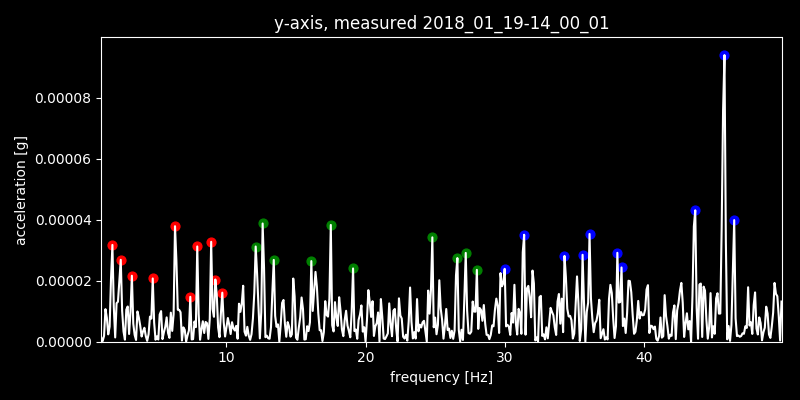 y-axis, measured 2018_01_19-14_00_01
0.00008
0.00006
0.00004
0.00002
0.00000
acceleration [g]
10 20 30 40
frequency [Hz]